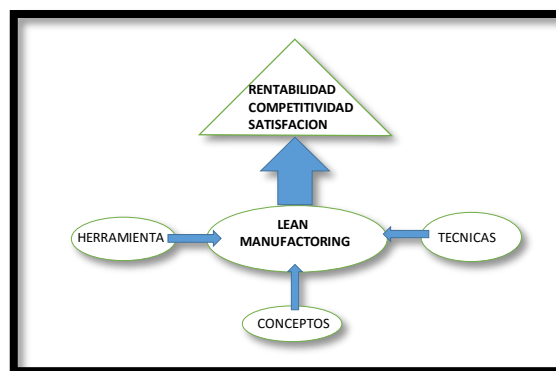 RENTABILIDAD
COMPETITIVIDAD
SATISFACION
LEAN
MANUFACTORING
HERRAMIENTA
TECNICAS
CONCEPTOS